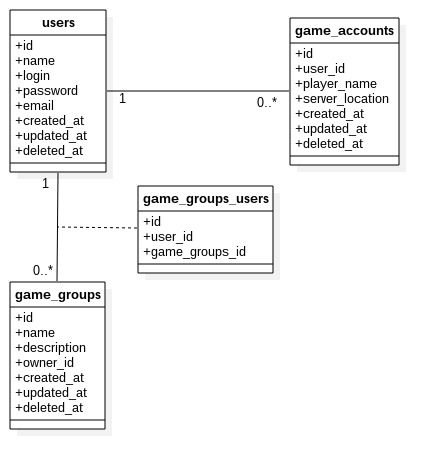 users
+id
+name
+login
+password
+email
+created_at
+updated_at
+deleted_at
game_accounts
+id
+user_id
+player_name
+server_location
+created_at
+updated_at
+deleted_at
1
0..*
1
game_groups_users
+id
+user_id
+game_groups_id
0..*
game_groups
+id
+name
+description
+owner_id
+created_at
+updated_at
+deleted_at